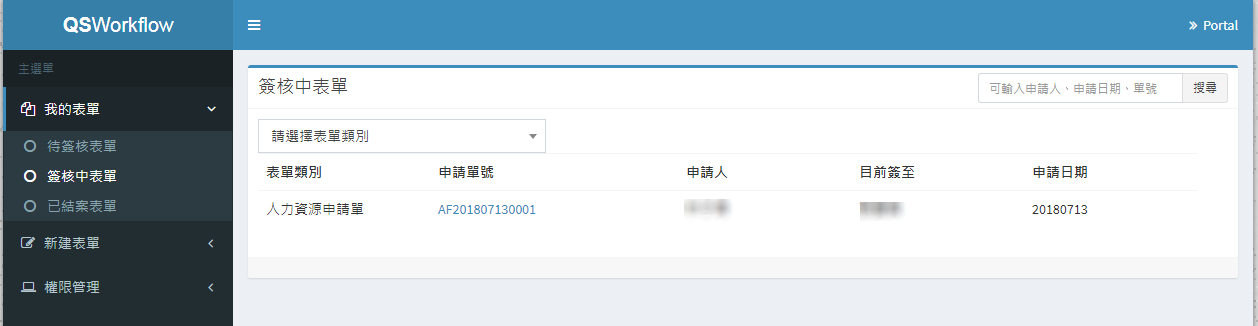 QSWorkflow
Portal
主選單
我的表單
待簽核表單
簽核中表單
已結案表單
新建表單
權限管理
簽核中表單
可輸入申請人、申請日期、單號
搜尋
請選擇表單類別
表單類別 申請單號 申請人 目前簽至 申請日期
人力資源申請單 AF201807130001 20180713